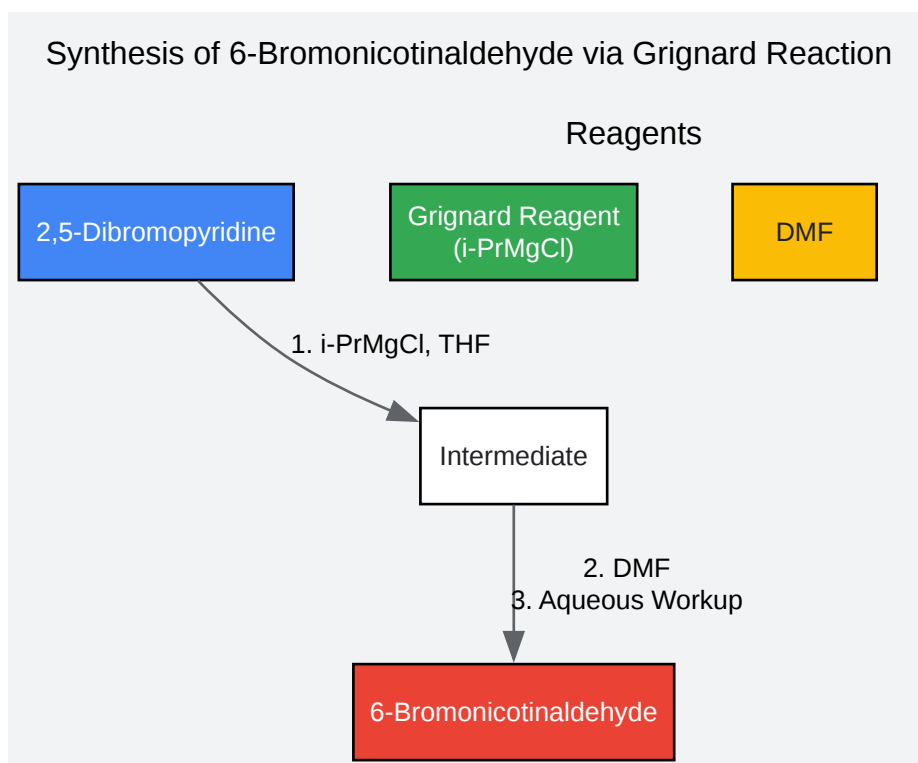 Synthesis of 6-Bromonicotinaldehyde via Grignard Reaction
Reagents
2,5-Dibromopyridine
Grignard Reagent
(i-PrMgCl)
DMF
1. i-PrMgCl, THF
Intermediate
2. DMF
3. Aqueous Workup
6-Bromonicotinaldehyde